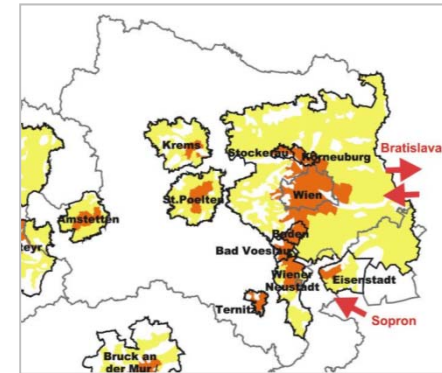 Krems
Stockerau
Korneuburg
Bratislava
Wien
St.Poelten
Amstetten
eyr
Baden
Bad Voeslau
Wiener
Neustadt
Eisenstadt
Ternitz
Sopron
Bruck an
der Mur